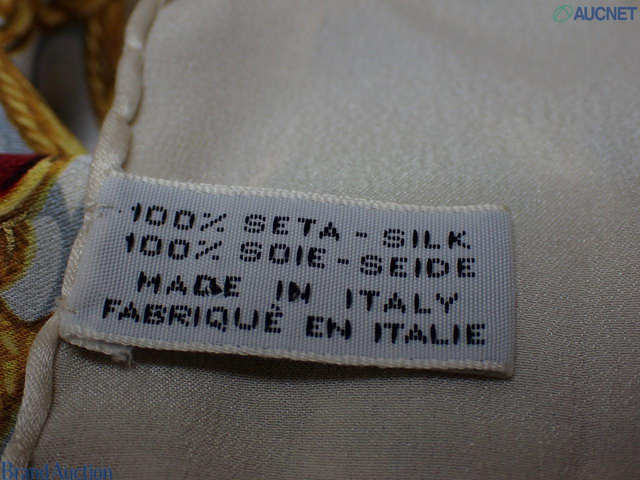 AUCNET
100% SETA - SILK
100% SOIE - SEIDE
MADE IN ITALY
FABRIQUÉ EN ITALIE
Brand Auction